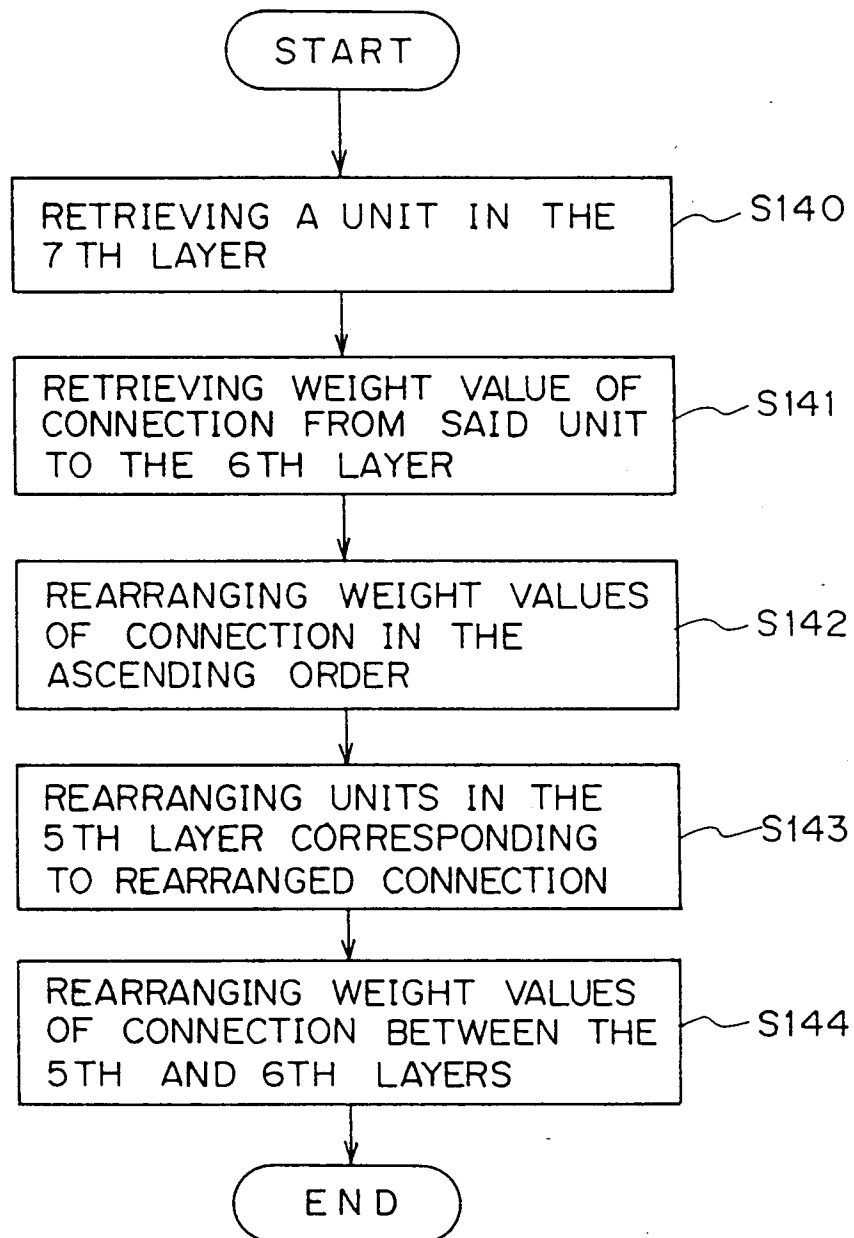 START
RETRIEVING A UNIT IN THE
7TH LAYER
S140
RETRIEVING WEIGHT VALUE OF
CONNECTION FROM SAID UNIT
TO THE 6TH LAYER
S141
REARRANGING WEIGHT VALUES
OF CONNECTION IN THE
ASCENDING ORDER
S142
REARRANGING UNITS IN THE
5TH LAYER CORRESPONDING
TO REARRANGED CONNECTION
S143
REARRANGING WEIGHT VALUES
OF CONNECTION BETWEEN THE
5TH AND 6TH LAYERS
S144
END